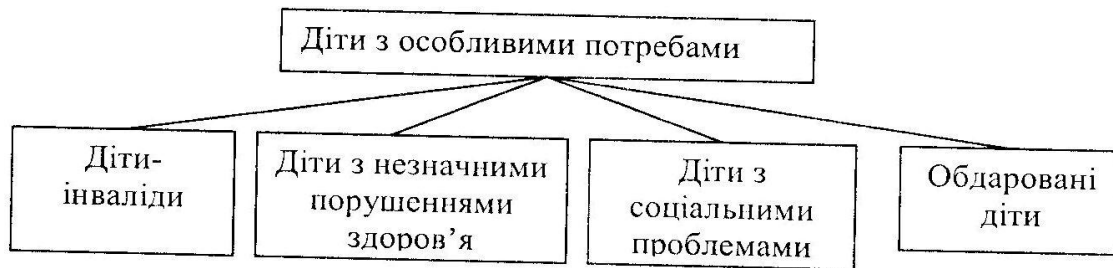 Діти з особливими потребами
Діти-
інваліди
Діти з незначними
порушеннями
здоров’я
Діти з
соціальними
проблемами
Обдаровані
діти